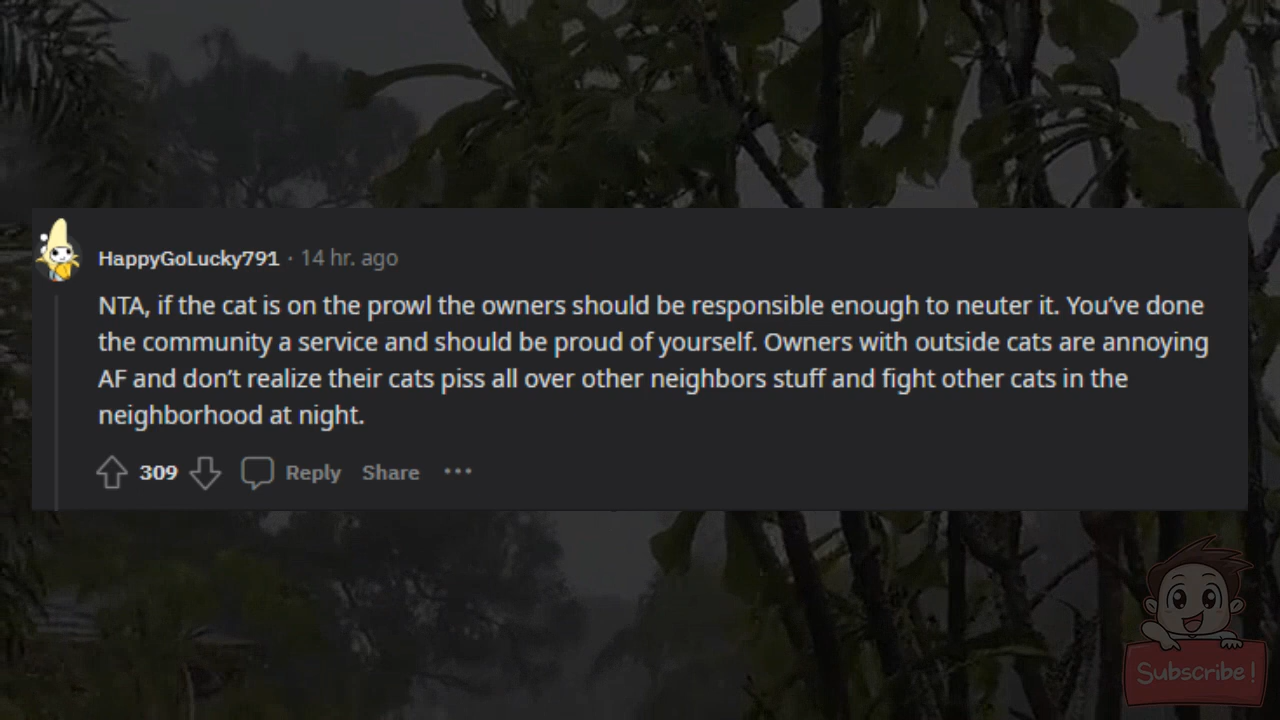 HappyGoLucky791 · 14 hr. ago
NTA, if the cat is on the prowl the owners should be responsible enough to neuter it. You’ve done
the community a service and should be proud of yourself. Owners with outside cats are annoying
AF and don’t realize their cats piss all over other neighbors stuff and fight other cats in the
neighborhood at night.
309 Reply Share ···
Subscribe!